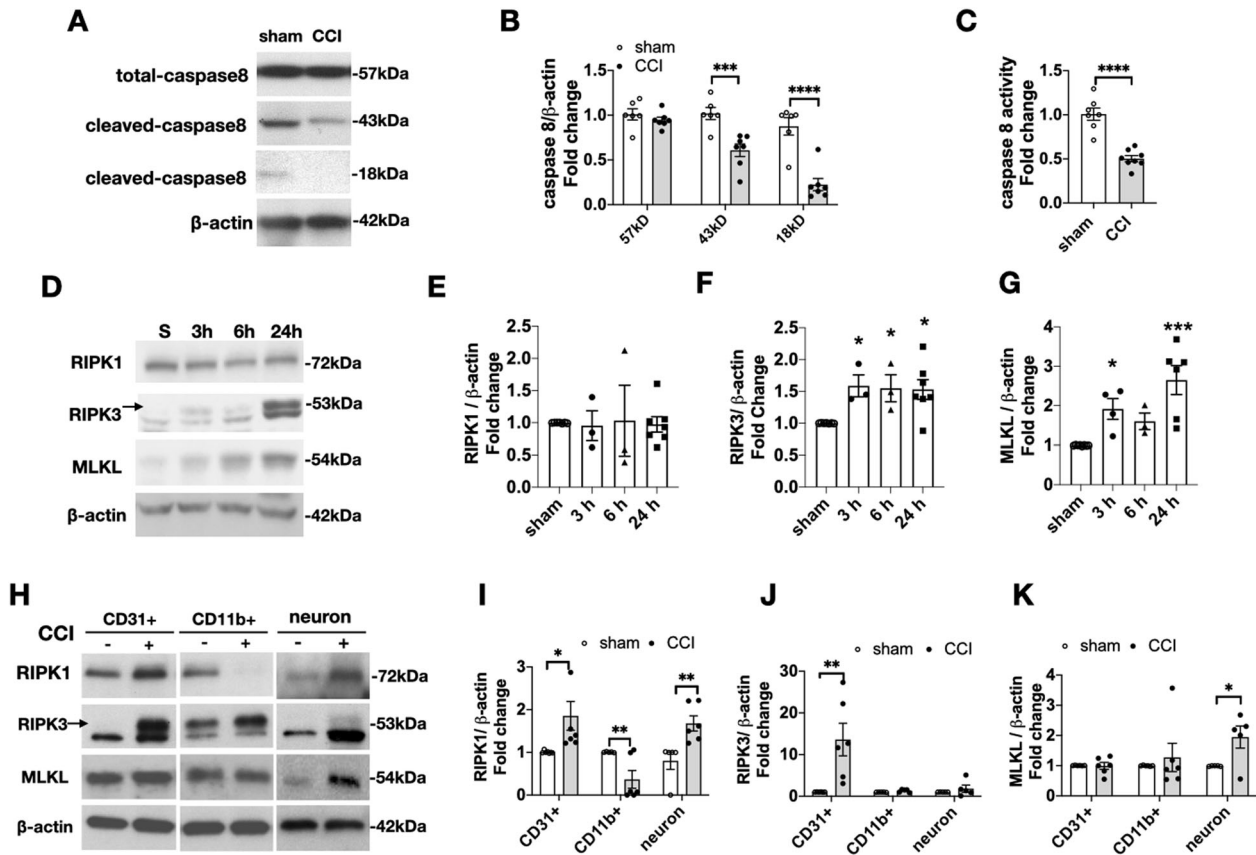 A
sham CCI
total-caspase8 -57kDa
cleaved-caspase8 -43kDa
cleaved-caspase8 -18kDa
β-actin -42kDa
B
sham
CCI
caspase 8/β-actin
Fold change
1.5
1.0
0.5
0.0
***
****
57kD 43kD 18kD
C
caspase 8 activity
Fold change
1.5
1.0
0.5
0.0
****
sham CCI
D
S 3h 6h 24h
RIPK1 -72kDa
RIPK3 -53kDa
MLKL -54kDa
β-actin -42kDa
E
RIPK1 / β-actin
Fold change
2.5
2.0
1.5
1.0
0.5
0.0
sham 3 h 6 h 24 h
F
RIPK3/ β-actin
Fold Change
2.5
2.0
1.5
1.0
0.5
0.0
* * *
sham 3 h 6 h 24 h
G
MLKL / β-actin
Fold change
4
3
2
1
0
* ***
sham 3 h 6 h 24 h
H
CD31+ CD11b+ neuron
CCI - + - + - +
RIPK1 -72kDa
RIPK3 -53kDa
MLKL -54kDa
β-actin -42kDa
I
sham CCI
RIPK1/ β-actin
Fold change
3
2
1
0
* ** **
CD31+ CD11b+ neuron
J
sham CCI
RIPK3/ β-actin
Fold change
30
20
10
0
**
CD31+ CD11b+ neuron
K
sham CCI
MLKL / β-actin
Fold change
4
3
2
1
0
*
CD31+ CD11b+ neuron